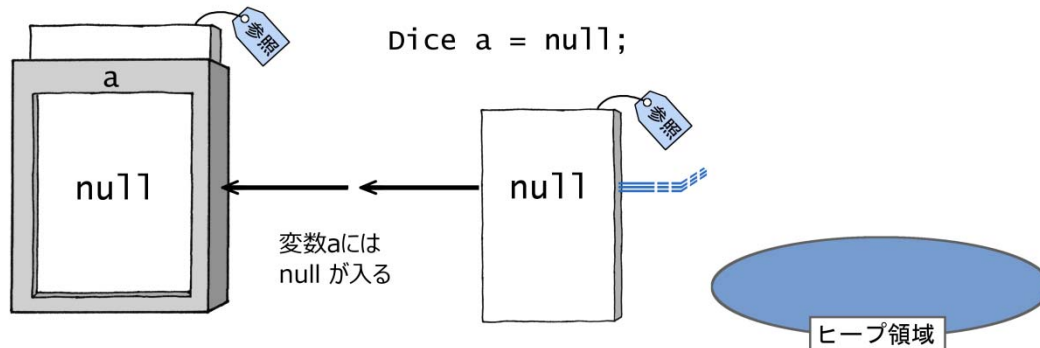 参照
Dice a = null;
a
参照
null
null
変数aには
null が入る
ヒープ領域